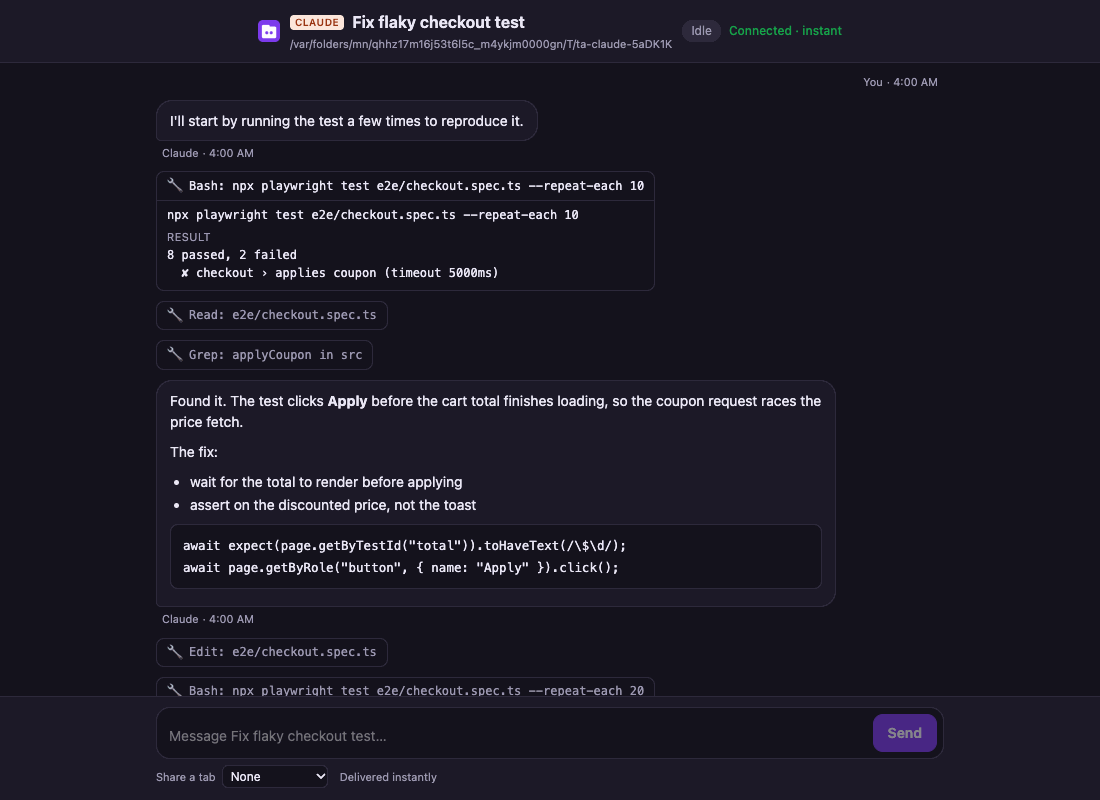 CLAUDE Fix flaky checkout test
/var/folders/mn/qhhz17m16j53t6l5c_m4ykjm0000gn/T/ta-claude-5aDK1K
Idle
Connected · instant
You · 4:00 AM
I'll start by running the test a few times to reproduce it.
Claude · 4:00 AM
Bash: npx playwright test e2e/checkout.spec.ts --repeat-each 10
npx playwright test e2e/checkout.spec.ts --repeat-each 10
RESULT
8 passed, 2 failed
✘ checkout › applies coupon (timeout 5000ms)
Read: e2e/checkout.spec.ts
Grep: applyCoupon in src
Found it. The test clicks Apply before the cart total finishes loading, so the coupon request races the
price fetch.
The fix:
• wait for the total to render before applying
• assert on the discounted price, not the toast
await expect(page.getByTestId("total")).toHaveText(/\$\d/);
await page.getByRole("button", { name: "Apply" }).click();
Claude · 4:00 AM
Edit: e2e/checkout.spec.ts
Bash: npx playwright test e2e/checkout.spec.ts --repeat-each 20
Message Fix flaky checkout test...
Send
Share a tab
None
Delivered instantly